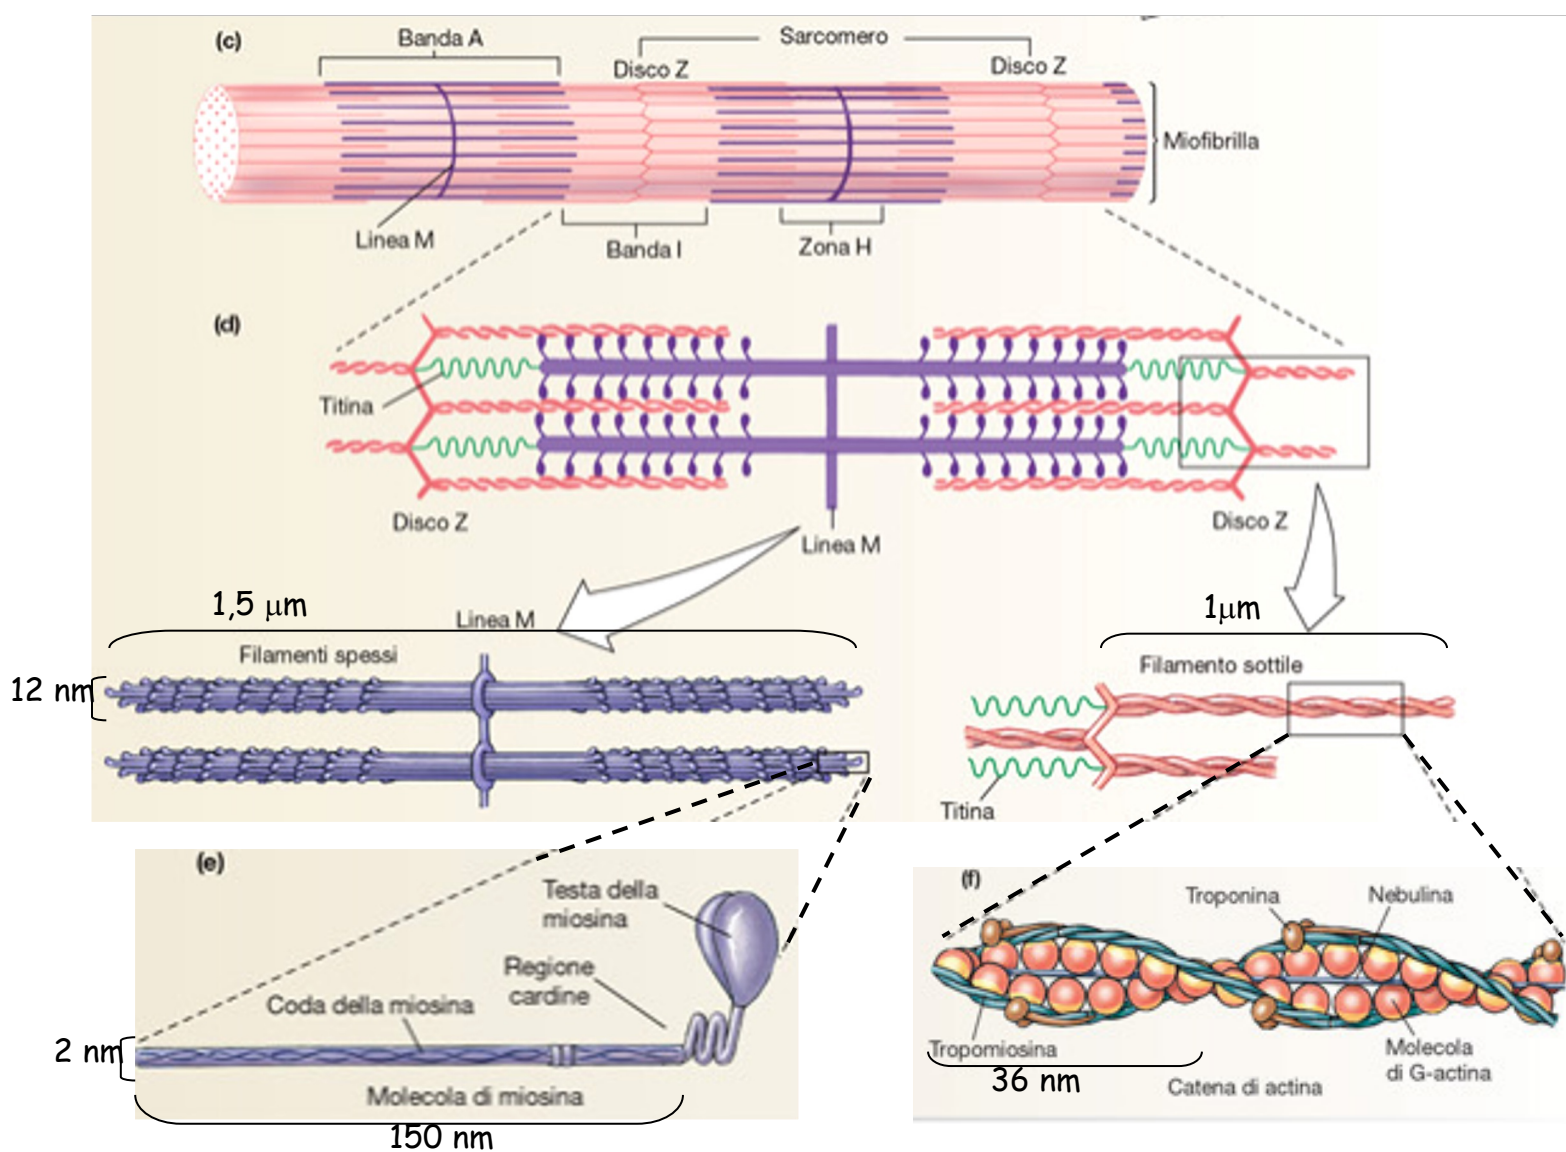 (c)
Banda A
Sarcomero
Disco Z
Disco Z
Miofibrilla
Linea M
Banda I
Zona H
(d)
Titina
Disco Z
Disco Z
Linea M
1,5 μm
Linea M
1μm
Filamenti spessi
Filamento sottile
12 nm
Titina
(e)
Testa della
miosina
Regione
cardine
Coda della miosina
2 nm
Molecola di miosina
150 nm
(f)
Troponina
Nebulina
Tropomiosina
Molecola
di G-actina
36 nm
Catena di actina